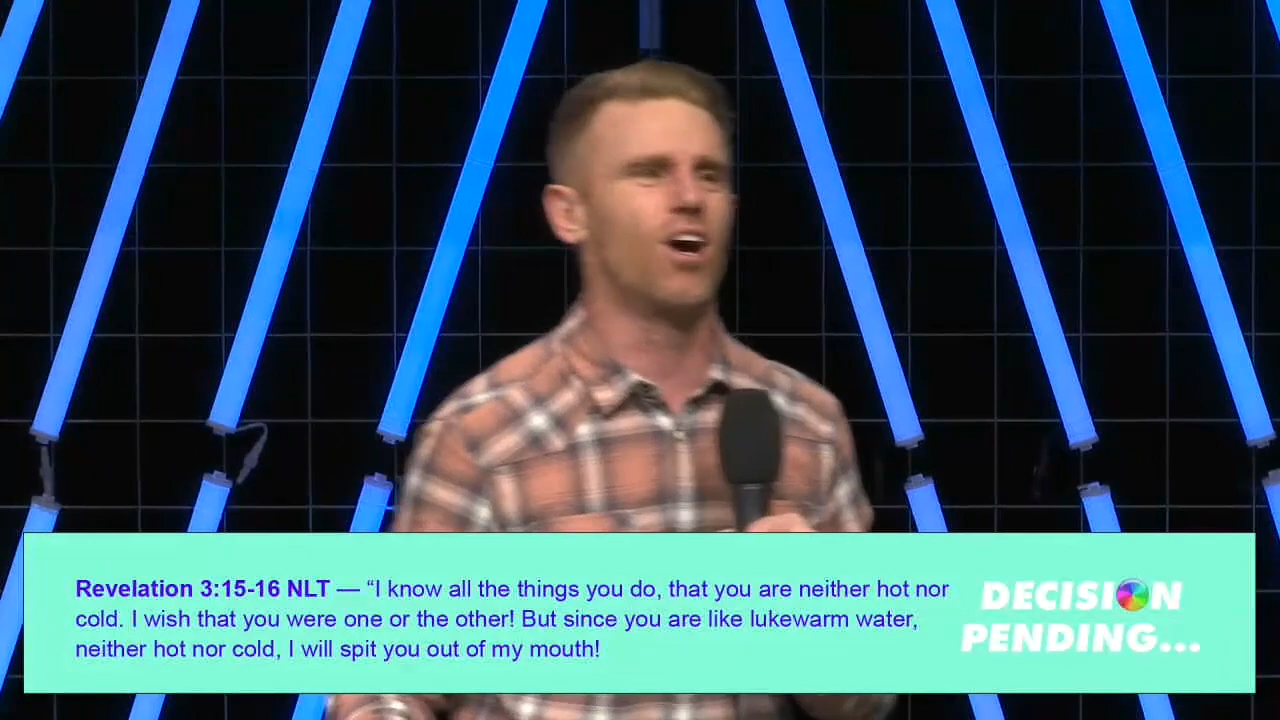 Revelation 3:15-16 NLT — “I know all the things you do, that you are neither hot nor
cold. I wish that you were one or the other! But since you are like lukewarm water,
neither hot nor cold, I will spit you out of my mouth!
DECISION
PENDING...